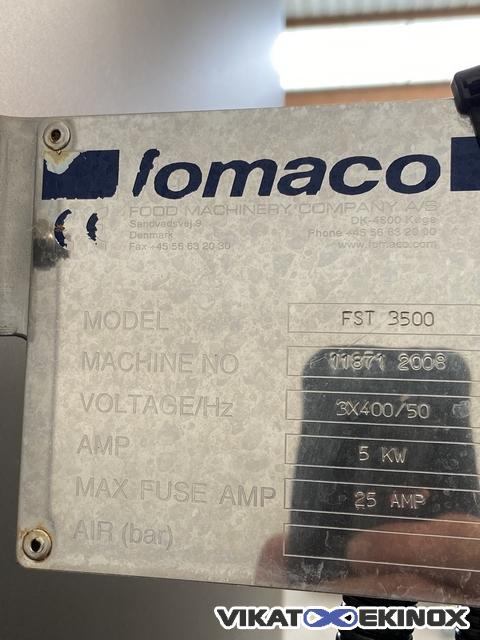 fomaco
FOOD MACHINERY COMPANY A/S
Sandvadsvej 9 DK-4600 Køge
Denmark Phone +45 56 63 20 00
Fax +45 56 63 20 30 www.fomaco.com
MODEL FST 3500
MACHINE NO 11871 2008
VOLTAGE/Hz 3X400/50
AMP 5 KW
MAX FUSE AMP 25 AMP
AIR (bar)
VIKAT EKINOX